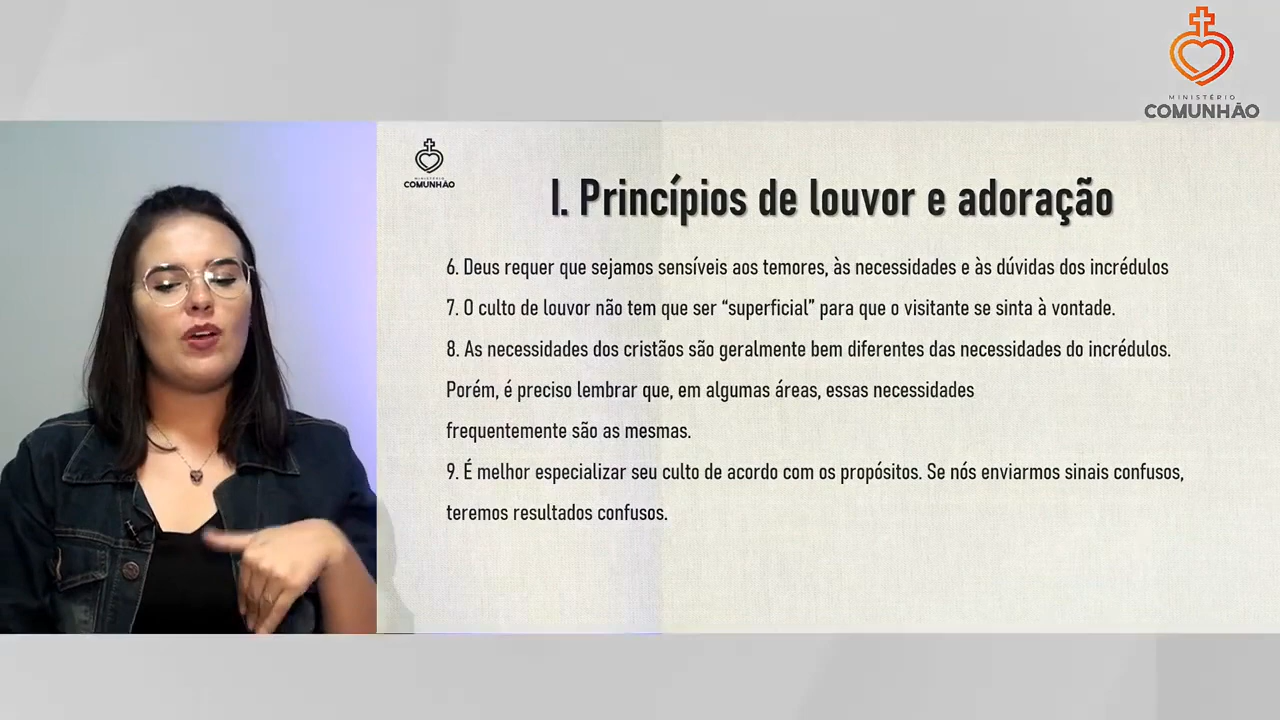 MINISTÉRIO
COMUNHÃO
MINISTÉRIO
COMUNHÃO
I. Princípios de louvor e adoração
6. Deus requer que sejamos sensíveis aos temores, às necessidades e às dúvidas dos incrédulos
7. O culto de louvor não tem que ser “superficial” para que o visitante se sinta à vontade.
8. As necessidades dos cristãos são geralmente bem diferentes das necessidades do incrédulos.
Porém, é preciso lembrar que, em algumas áreas, essas necessidades
frequentemente são as mesmas.
9. É melhor especializar seu culto de acordo com os propósitos. Se nós enviarmos sinais confusos,
teremos resultados confusos.